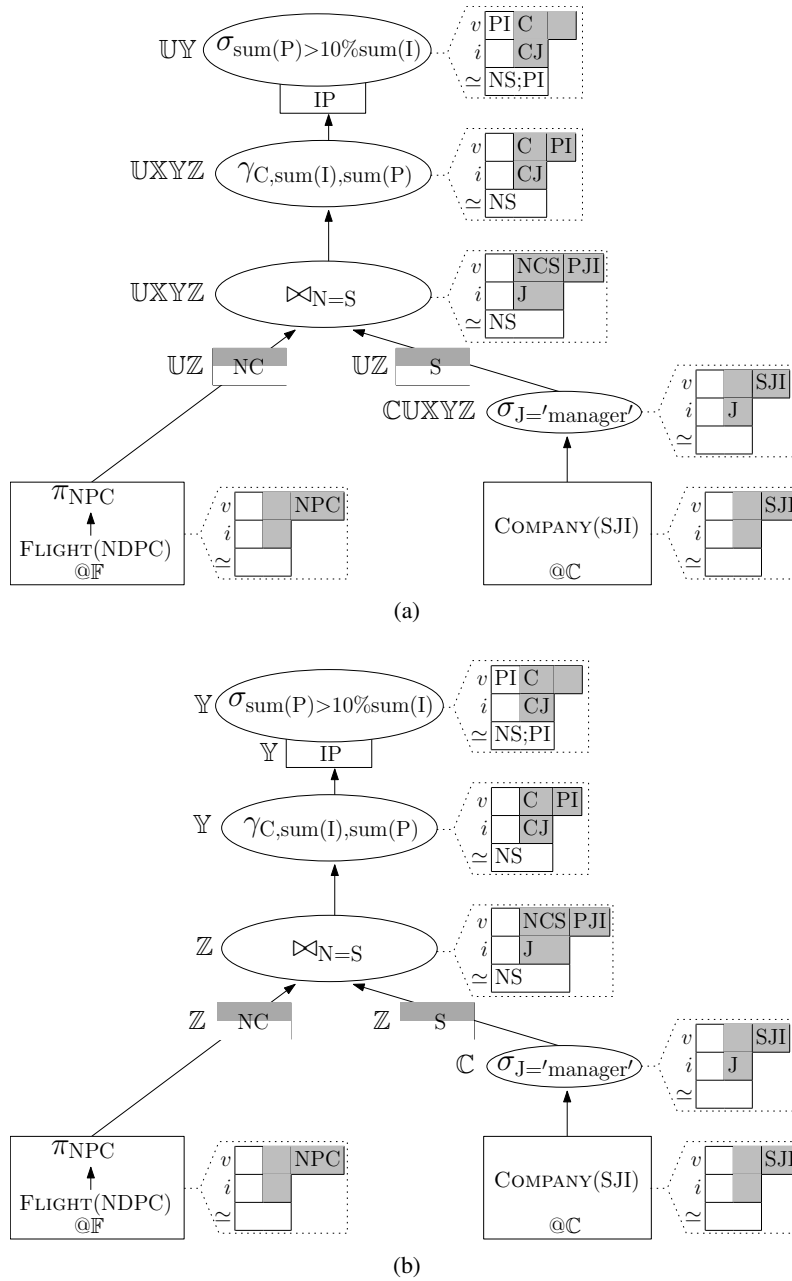 𝕌𝕐 σsum(P)>10%sum(I) v PI C
i CJ
≃ NS;PI
IP
𝕌𝕏𝕐ℤ γC,sum(I),sum(P) v C PI
i CJ
≃ NS
𝕌𝕏𝕐ℤ ⋈N=S v NCS PJI
i J
≃ NS
𝕌ℤ NC 𝕌ℤ S
ℂ𝕌𝕏𝕐ℤ σJ='manager' v SJI
i J
≃
πNPC v NPC
i
≃
FLIGHT(NDPC)
@𝔽
COMPANY(SJI) v SJI
i
≃
@ℂ
(a)
𝕐 σsum(P)>10%sum(I) v PI C
i CJ
≃ NS;PI
𝕐 IP
𝕐 γC,sum(I),sum(P) v C PI
i CJ
≃ NS
ℤ ⋈N=S v NCS PJI
i J
≃ NS
ℤ NC ℤ S
ℂ σJ='manager' v SJI
i J
≃
πNPC v NPC
i
≃
FLIGHT(NDPC)
@𝔽
COMPANY(SJI) v SJI
i
≃
@ℂ
(b)